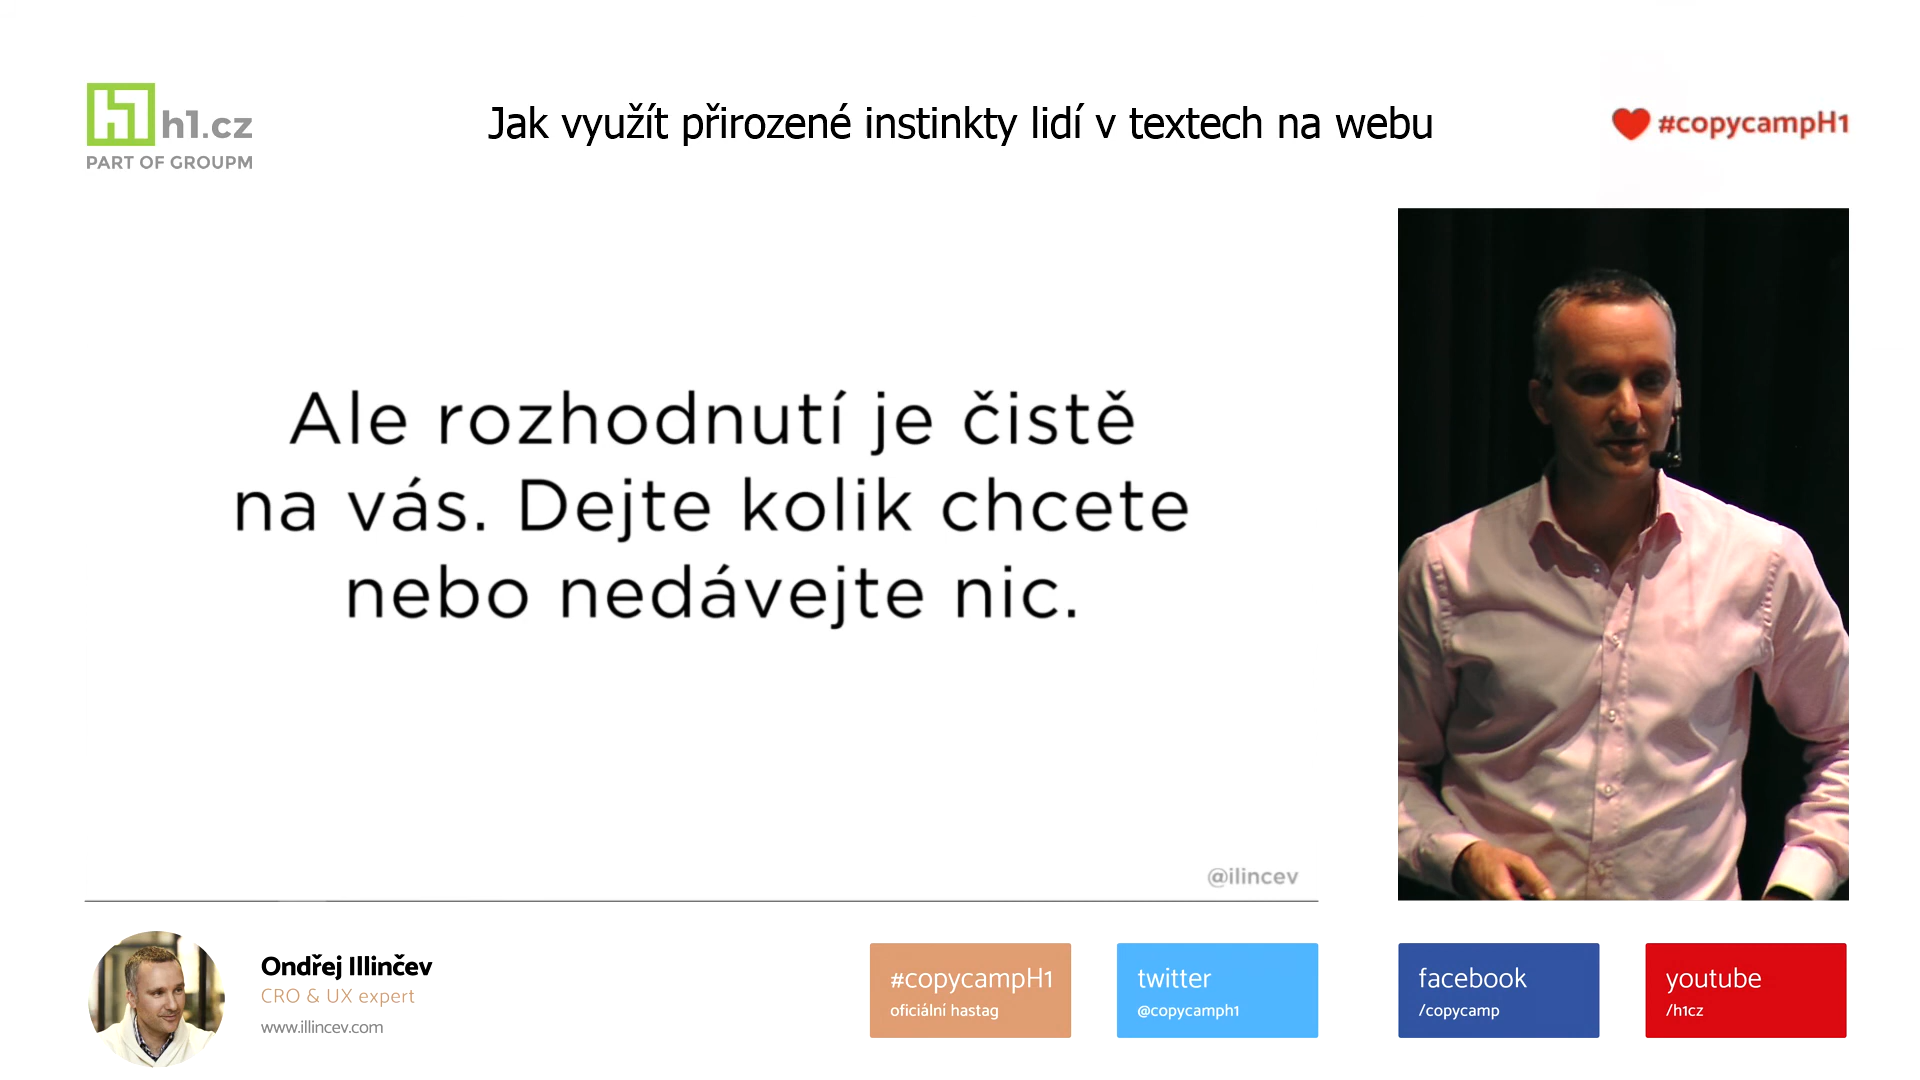 h1.cz
PART OF GROUPM
Jak využít přirozené instinkty lidí v textech na webu
#copycampH1
Ale rozhodnutí je čistě
na vás. Dejte kolik chcete
nebo nedávejte nic.
@ilincev
Ondřej Illinčev
CRO & UX expert
www.illincev.com
#copycampH1
oficiální hastag
twitter
@copycamph1
facebook
/copycamp
youtube
/h1cz